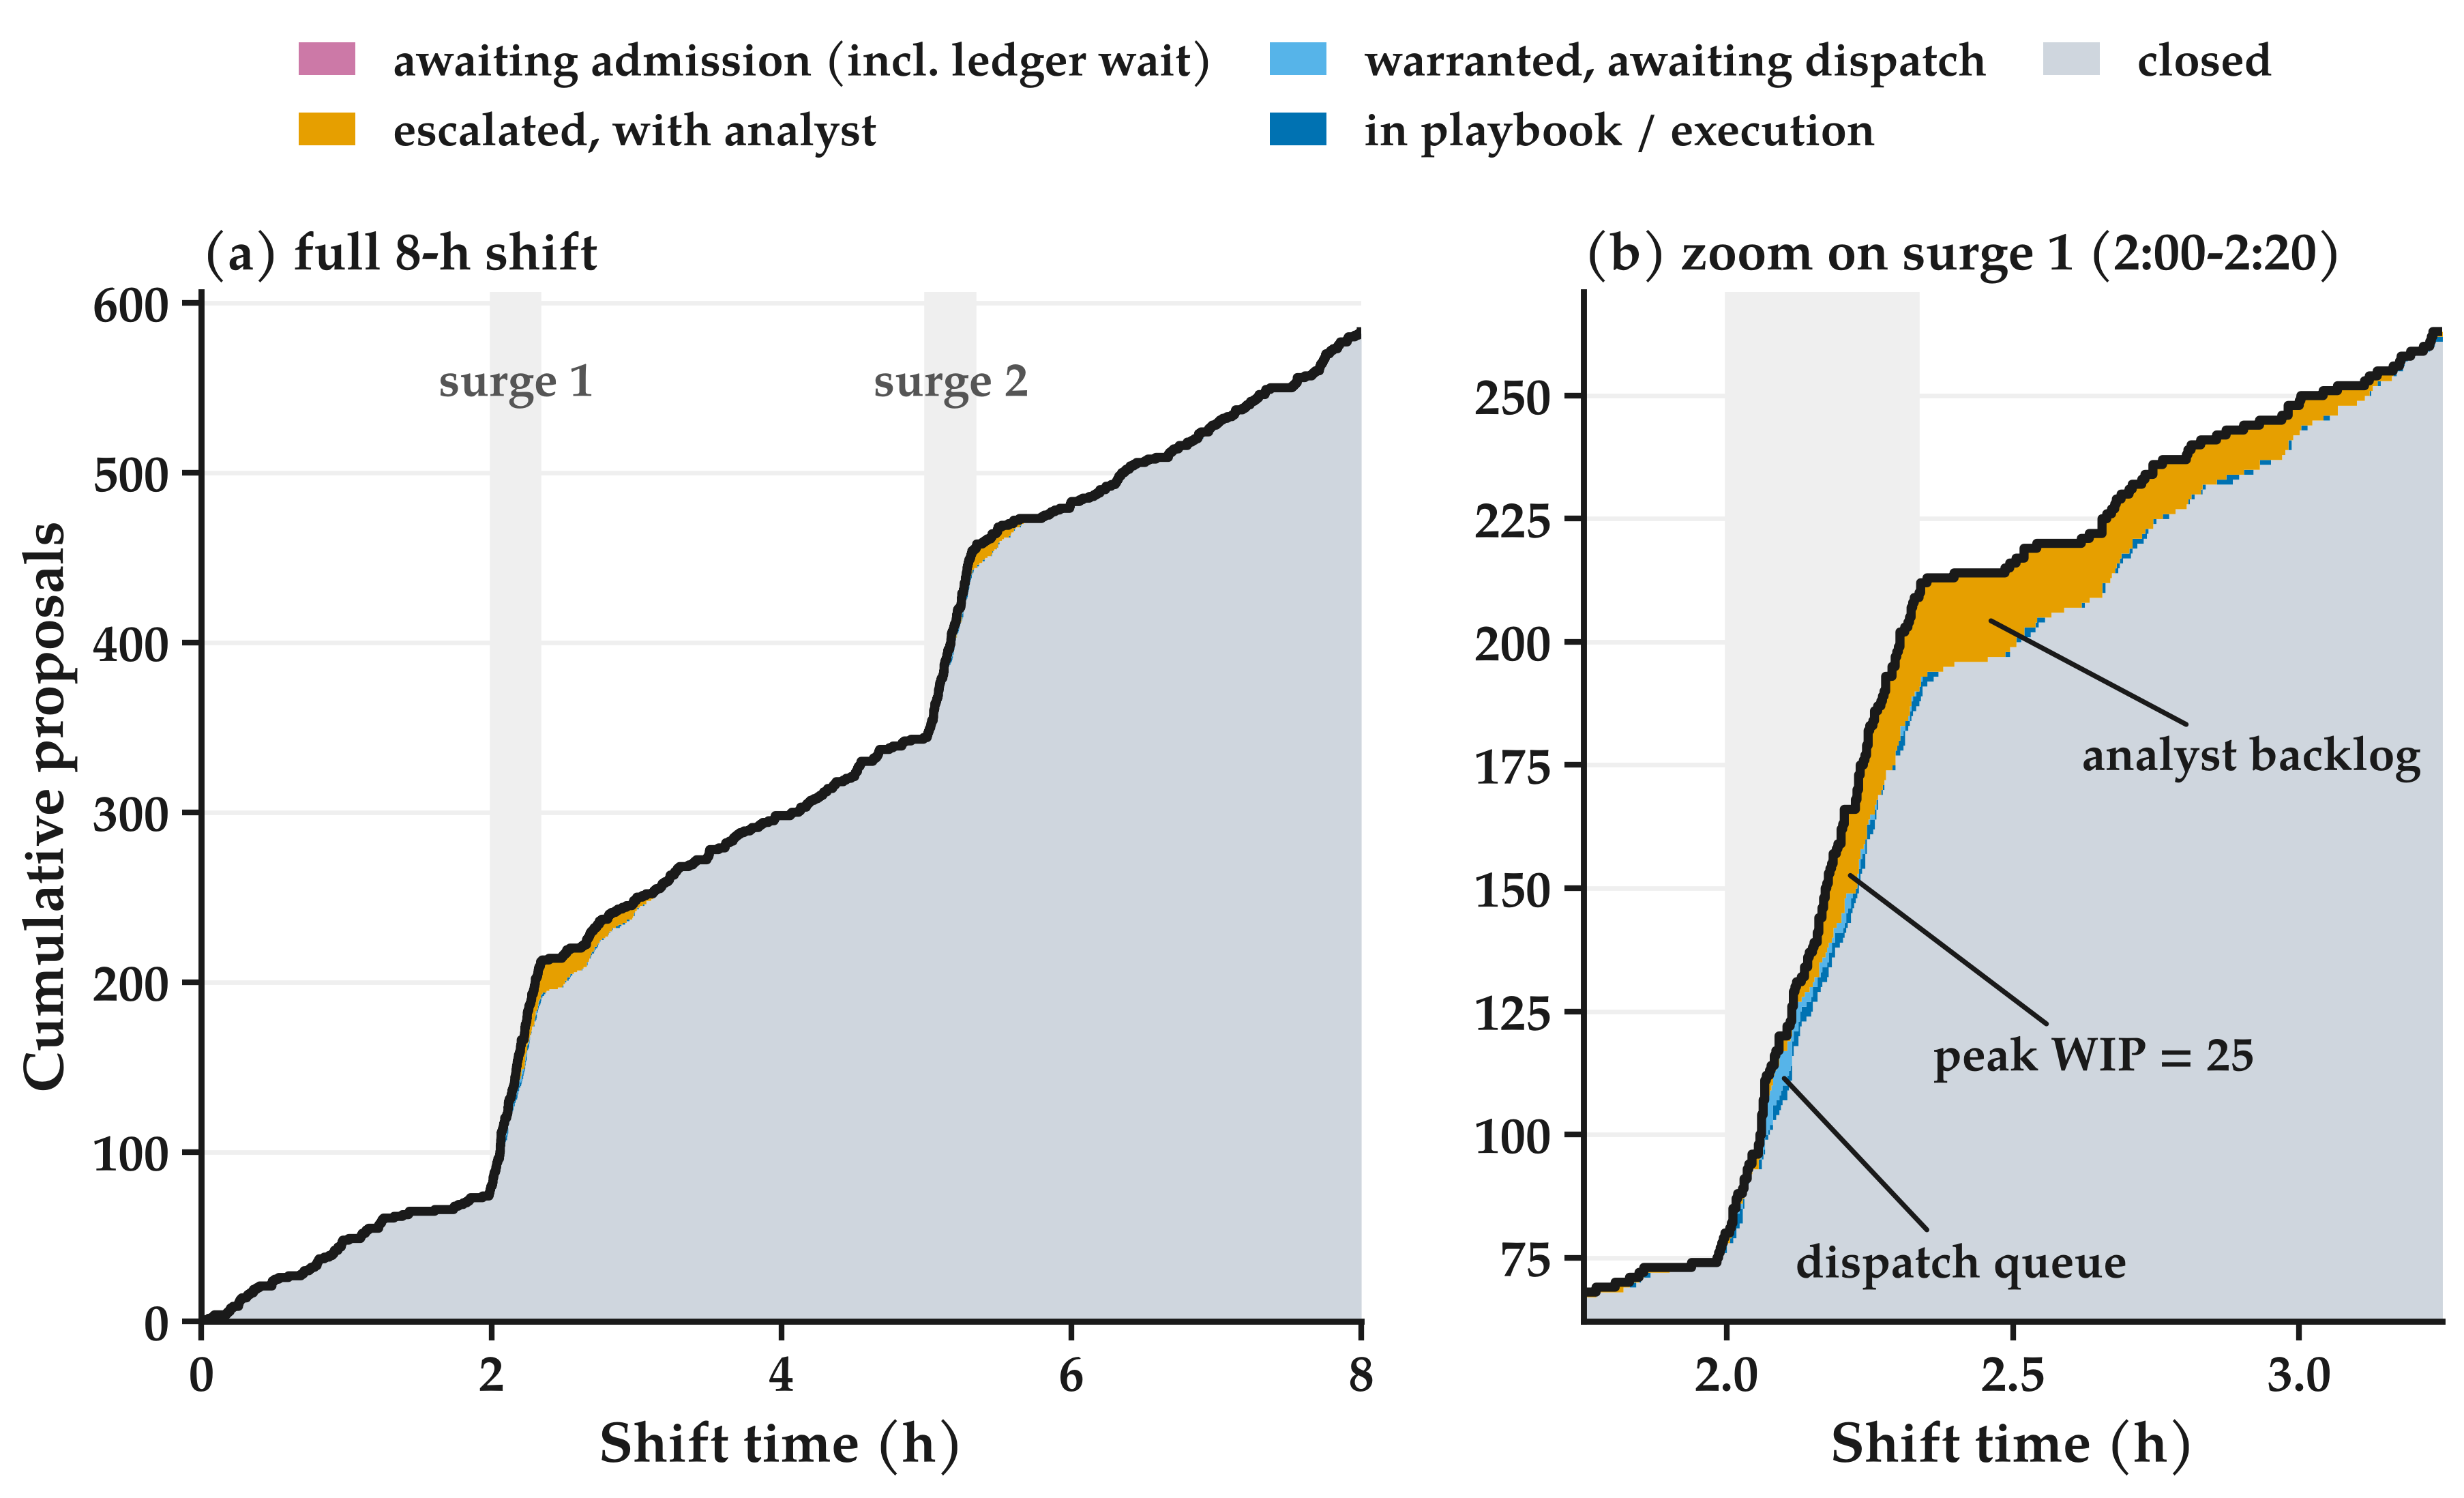 awaiting admission (incl. ledger wait)
escalated, with analyst
warranted, awaiting dispatch
in playbook / execution
closed
(a) full 8-h shift
surge 1
surge 2
600
500
400
300
200
100
0
Cumulative proposals
0
2
4
6
8
Shift time (h)
(b) zoom on surge 1 (2:00-2:20)
250
225
200
175
150
125
100
75
analyst backlog
peak WIP = 25
dispatch queue
2.0
2.5
3.0
Shift time (h)